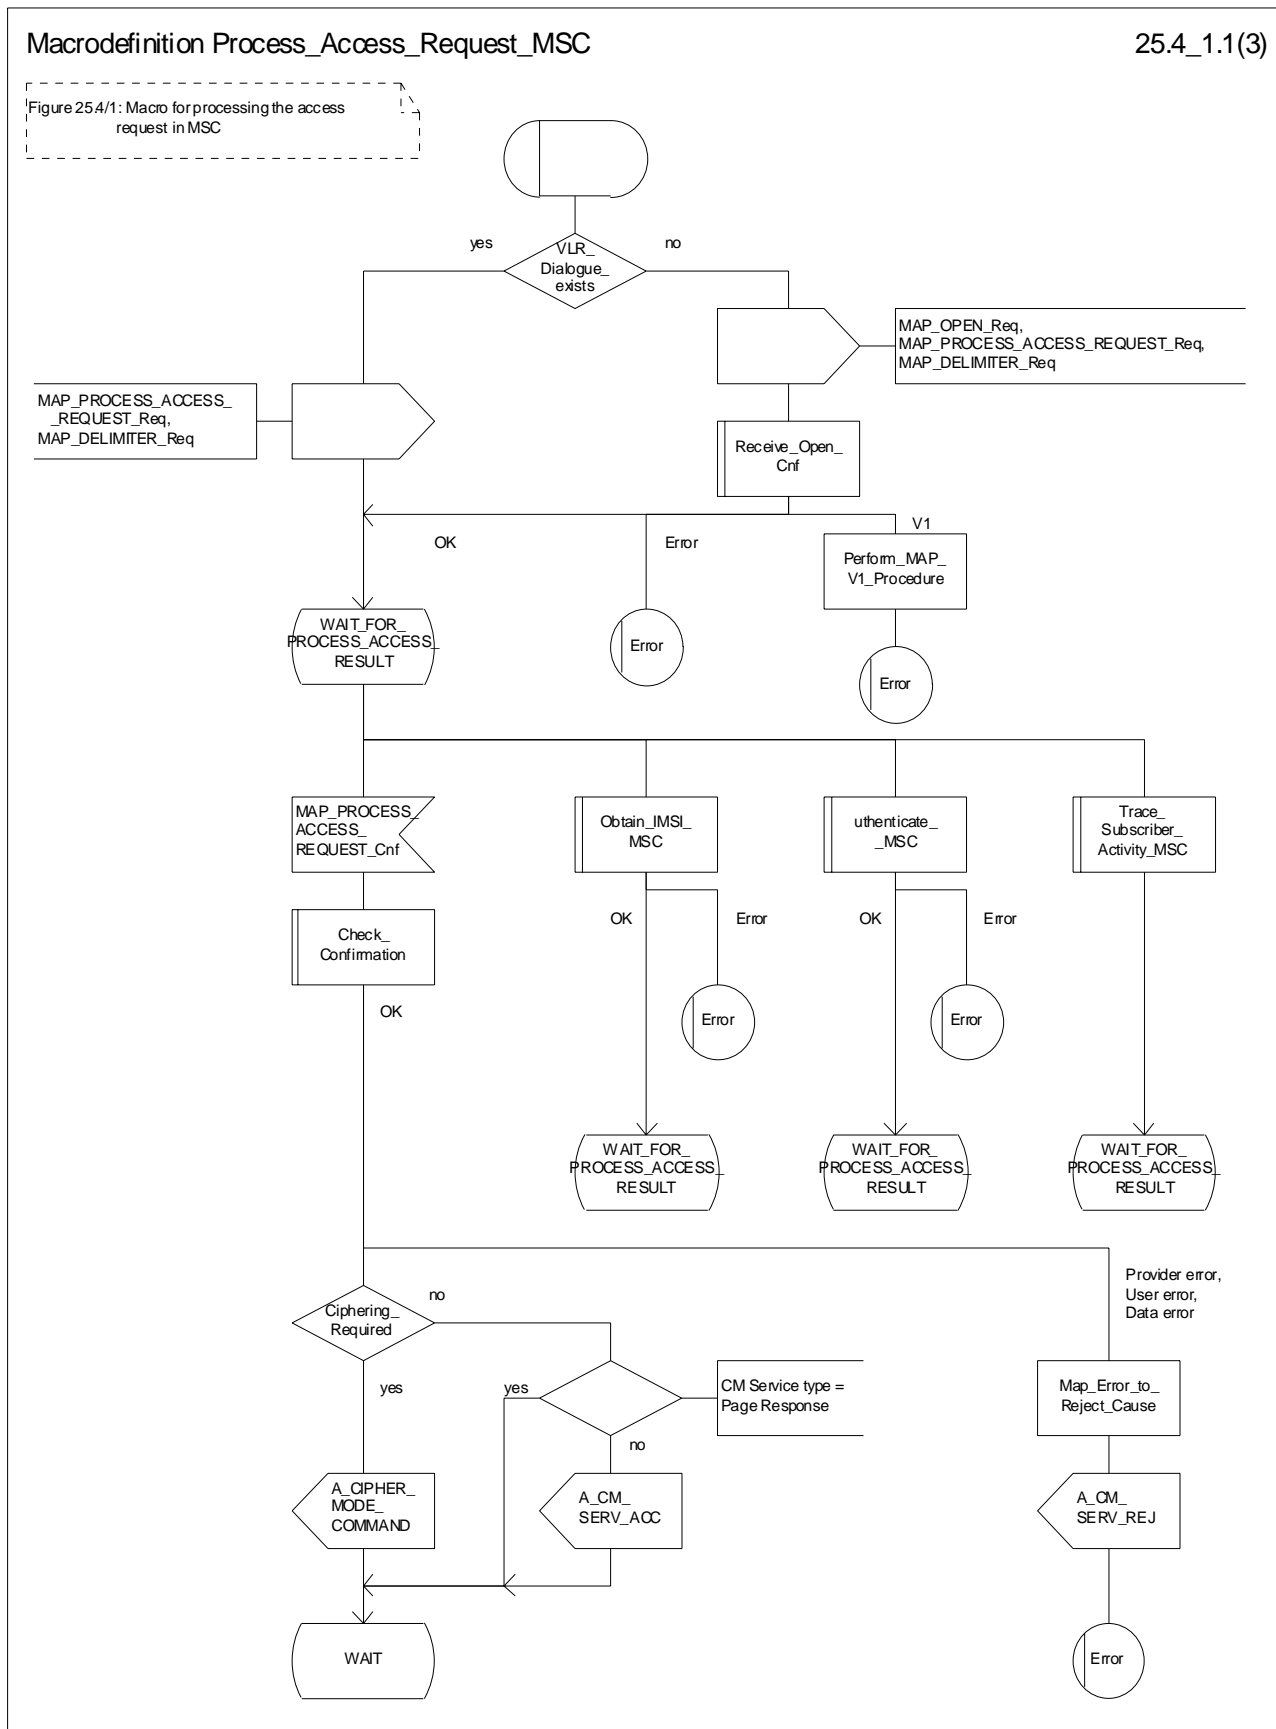 Macrodefinition Process_Access_Request_MSC
25.4_1.1(3)
Figure 25.4/1: Macro for processing the access
request in MSC
yes
VLR_
Dialogue_
exists
no
MAP_OPEN_Req,
MAP_PROCESS_ACCESS_REQUEST_Req,
MAP_DELIMITER_Req
MAP_PROCESS_ACCESS_
_REQUEST_Req,
MAP_DELIMITER_Req
Receive_Open_
Cnf
OK
Error
V1
Perform_MAP_
V1_Procedure
WAIT_FOR_
PROCESS_ACCESS_
RESULT
Error
Error
MAP_PROCESS_
ACCESS_
REQUEST_Cnf
Obtain_IMSI_
MSC
uthenticate_
_MSC
Trace_
Subscriber_
Activity_MSC
Check_
Confirmation
OK
Error
OK
Error
OK
Error
Error
WAIT_FOR_
PROCESS_ACCESS_
RESULT
WAIT_FOR_
PROCESS_ACCESS_
RESULT
WAIT_FOR_
PROCESS_ACCESS_
RESULT
Provider error,
User error,
Data error
Ciphering_
Required
no
yes
yes
CM Service type =
Page Response
no
Map_Error_to_
Reject_Cause
A_CIPHER_
MODE_
COMMAND
A_CM_
SERV_ACC
A_CM_
SERV_REJ
WAIT
Error